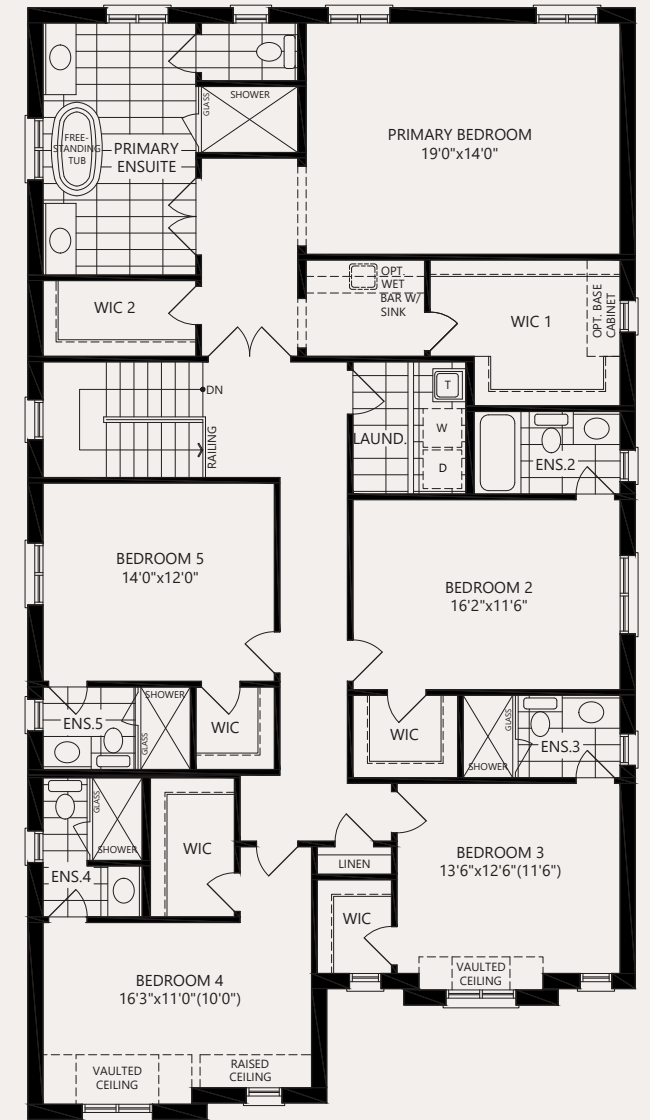 GLASS
SHOWER
FREE-
STANDING
TUB
PRIMARY
ENSUITE
PRIMARY BEDROOM
19'0"x14'0"
WIC 2
OPT.
WET
BAR W/
SINK
WIC 1
OPT. BASE
CABINET
DN
RAILING
T
W
D
LAUND.
ENS.2
BEDROOM 5
14'0"x12'0"
BEDROOM 2
16'2"x11'6"
SHOWER
GLASS
ENS.5
WIC
WIC
GLASS
SHOWER
ENS.3
GLASS
SHOWER
ENS.4
WIC
LINEN
WIC
BEDROOM 3
13'6"x12'6"(11'6")
VAULTED
CEILING
BEDROOM 4
16'3"x11'0"(10'0")
VAULTED
CEILING
RAISED
CEILING